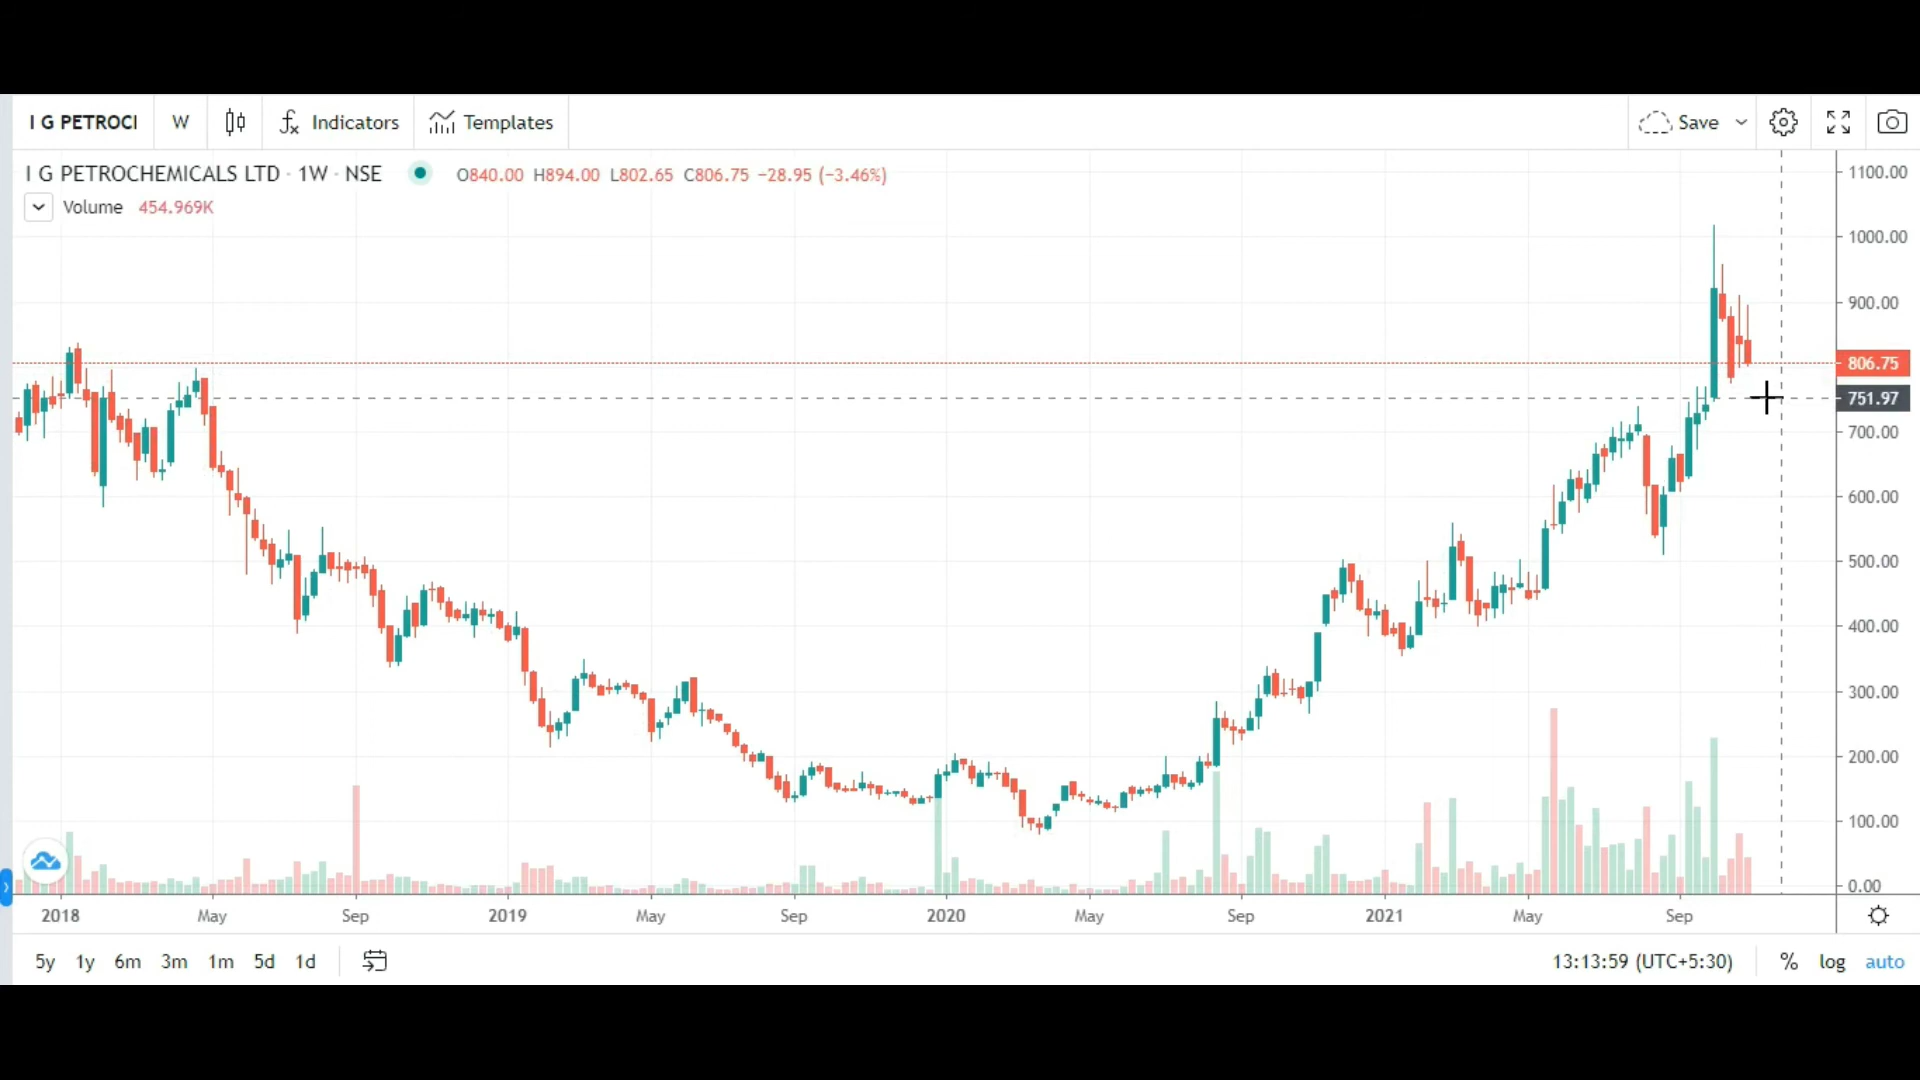 I G PETROCI W Indicators Templates Save
I G PETROCHEMICALS LTD · 1W · NSE O840.00 H894.00 L802.65 C806.75 −28.95 (−3.46%)
Volume 454.969K
1100.00
1000.00
900.00
806.75
751.97
700.00
600.00
500.00
400.00
300.00
200.00
100.00
0.00
2018 May Sep 2019 May Sep 2020 May Sep 2021 May Sep
5y 1y 6m 3m 1m 5d 1d 13:13:59 (UTC+5:30) % log auto